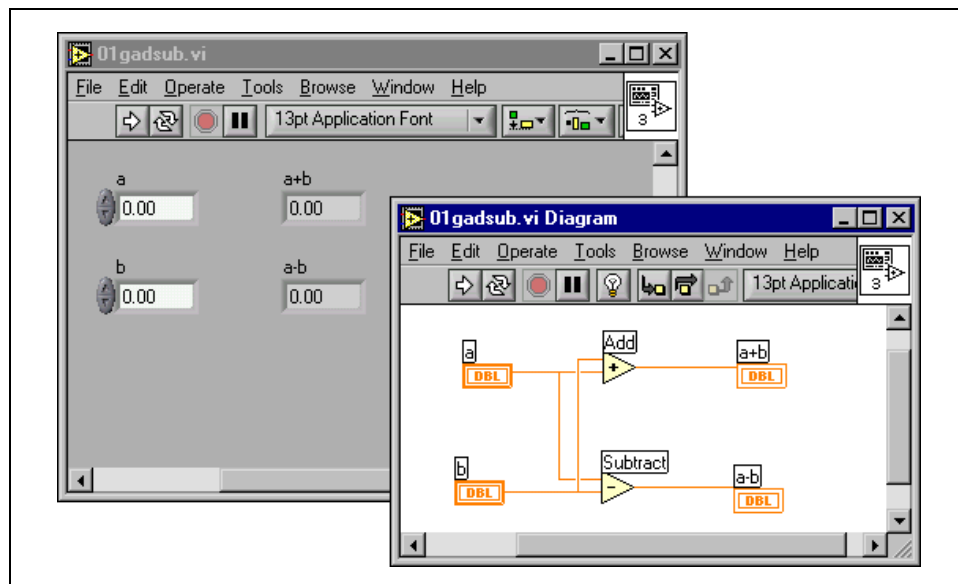 01gadsub.vi
File Edit Operate Tools Browse Window Help
13pt Application Font
3
a
0.00
a+b
0.00
b
0.00
a-b
0.00
01gadsub.vi Diagram
File Edit Operate Tools Browse Window Help
13pt Applicati
3
a
DBL
Add
+
a+b
DBL
b
DBL
Subtract
-
a-b
DBL